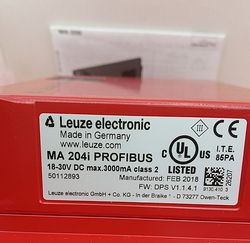 Leuze electronic
Made in Germany
www.leuze.com
MA 204i PROFIBUS
18-30V DC max.3000mA class 2
50112893
Manufactured: FEB 2018
FW: DPS V1.1.4.1
Leuze electronic GmbH + Co. KG - In der Braike 1 - D 73277 Owen-Teck
c UL US
LISTED
I.T.E.
85PA